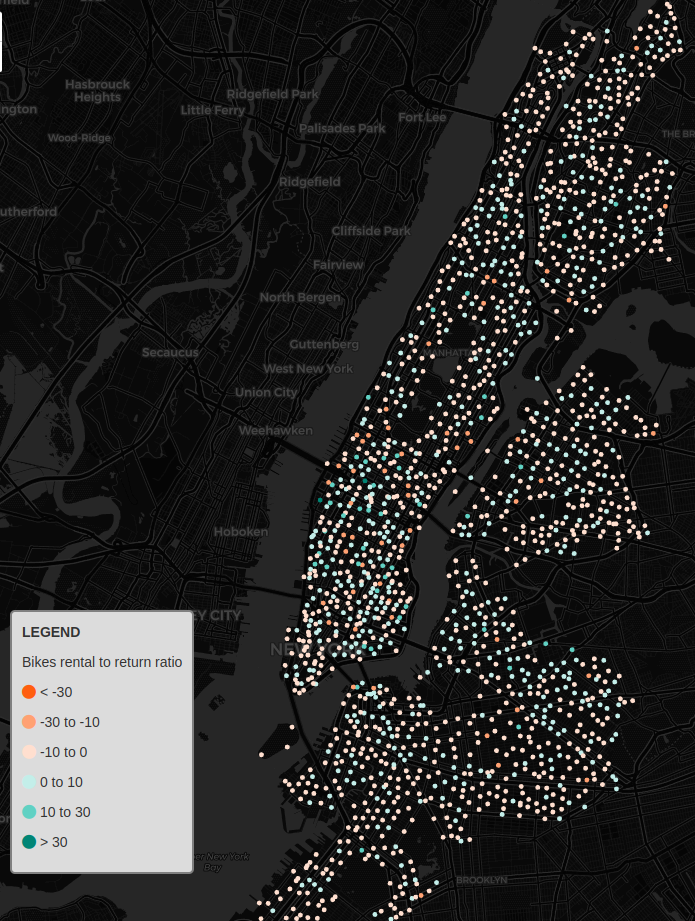 Hasbrouck
Heights
Ridgefield Park
ington
Little Ferry
Fort Lee
Palisades Park
Wood-Ridge
THE BR
Ridgefield
utherford
Cliffside Park
Fairview
North Bergen
Guttenberg
Secaucus
MANHATTA
West New York
Union City
Weehawken
Hoboken
EY CITY
NEW YORK
LEGEND
Bikes rental to return ratio
< -30
-30 to -10
-10 to 0
0 to 10
10 to 30
> 30
er New York
Bay
BROOKLYN